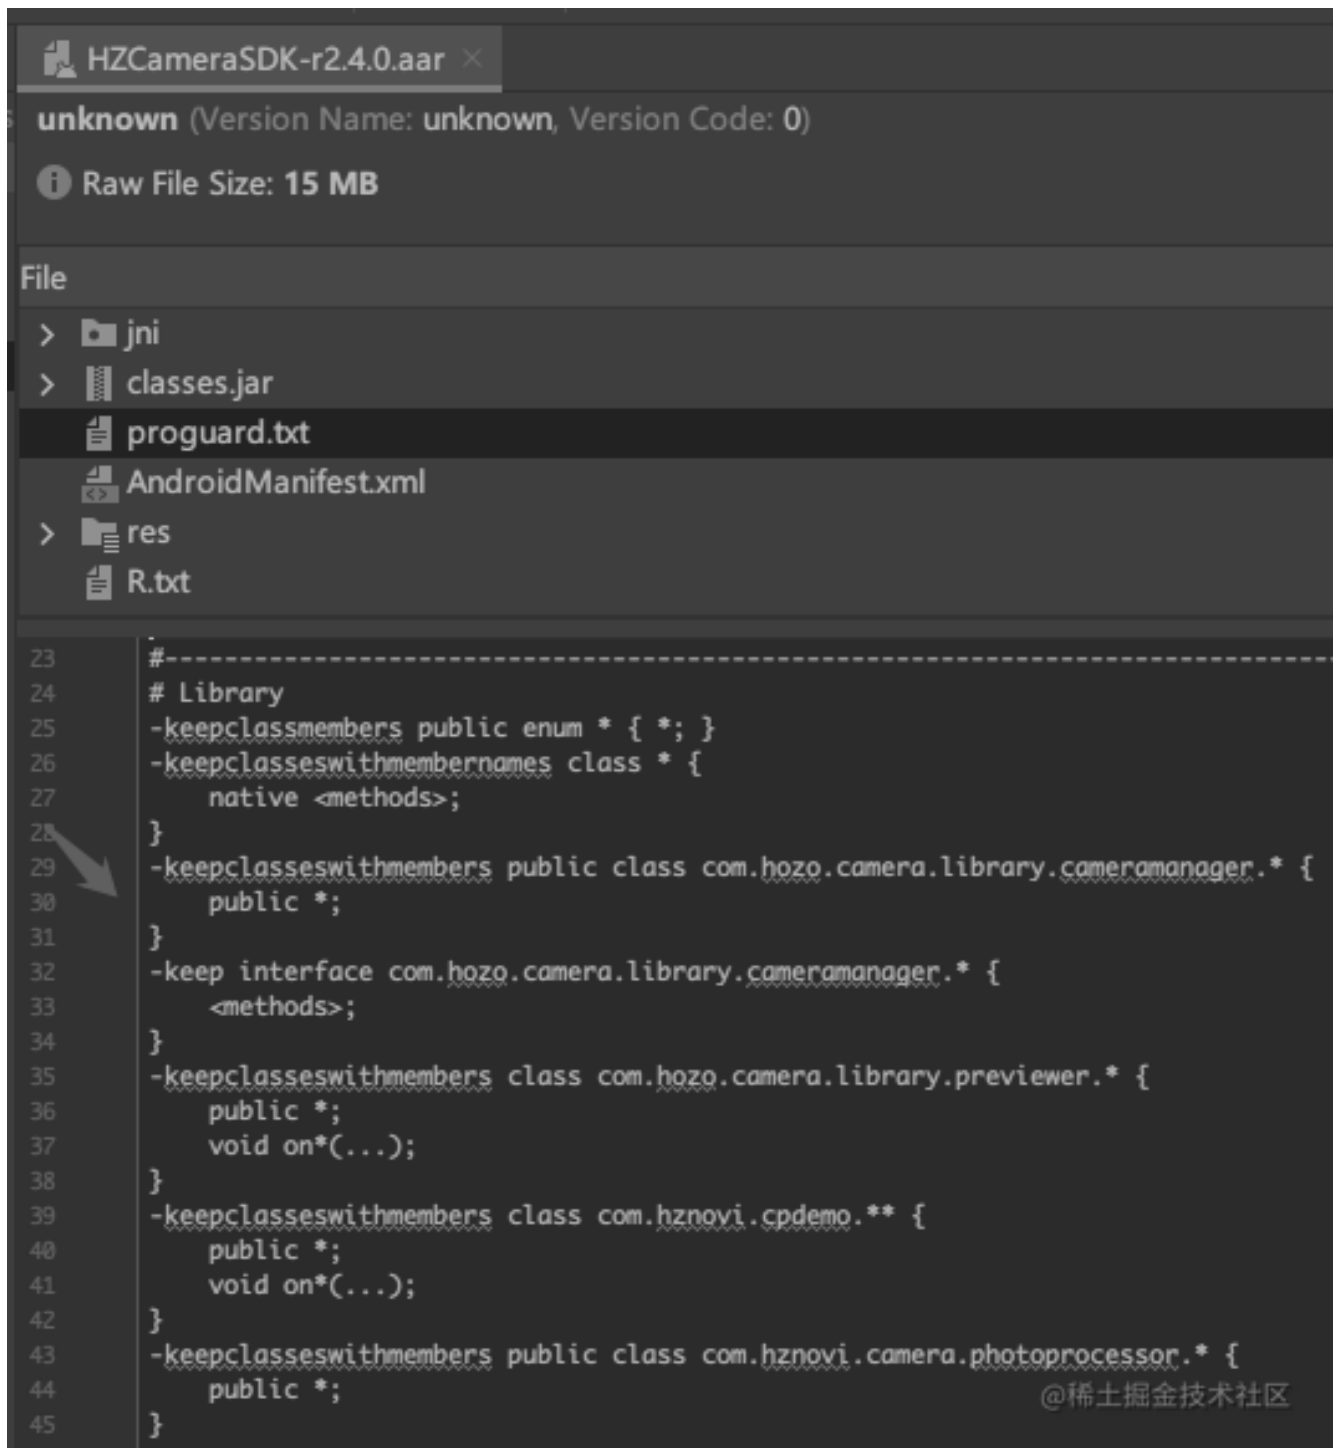 HZCameraSDK-r2.4.0.aar
unknown (Version Name: unknown, Version Code: 0)
Raw File Size: 15 MB
File
jni
classes.jar
proguard.txt
AndroidManifest.xml
res
R.txt
23 #------------------------------------------------------------------------------
24 # Library
25 -keepclassmembers public enum * { *; }
26 -keepclasseswithmembernames class * {
27     native <methods>;
28 }
29 -keepclasseswithmembers public class com.hozo.camera.library.cameramanager.* {
30     public *;
31 }
32 -keep interface com.hozo.camera.library.cameramanager.* {
33     <methods>;
34 }
35 -keepclasseswithmembers class com.hozo.camera.library.previewer.* {
36     public *;
37     void on*(...);
38 }
39 -keepclasseswithmembers class com.hznovi.cpdemo.** {
40     public *;
41     void on*(...);
42 }
43 -keepclasseswithmembers public class com.hznovi.camera.photoprocessor.* {
44     public *;
45 }
@稀土掘金技术社区